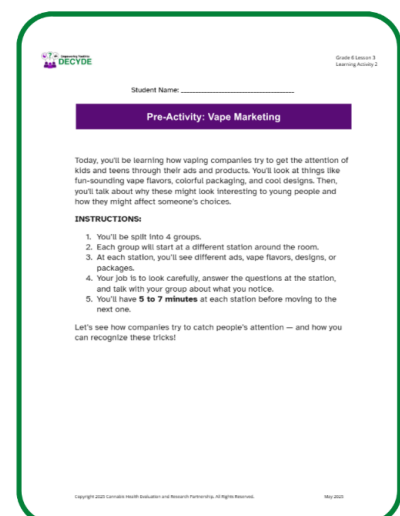 Empowering Students
DECYDE
Grade 6 Lesson 3
Learning Activity 2
Student Name: ______________________________
Pre-Activity: Vape Marketing
Today, you'll be learning how vaping companies try to get the attention of
kids and teens through their ads and products. You'll look at things like
fun-sounding vape flavors, colorful packaging, and cool designs. Then,
you'll talk about why these might look interesting to young people and
how they might affect someone's choices.
INSTRUCTIONS:
1. You'll be split into 4 groups.
2. Each group will start at a different station around the room.
3. At each station, you'll see different ads, vape flavors, designs, or
packages.
4. Your job is to look carefully, answer the questions at the station,
and talk with your group about what you notice.
5. You'll have 5 to 7 minutes at each station before moving to the
next one.
Let's see how companies try to catch people's attention — and how you
can recognize these tricks!
Copyright 2025 Cannabis Health Evaluation and Research Partnership. All Rights Reserved.
May 2025